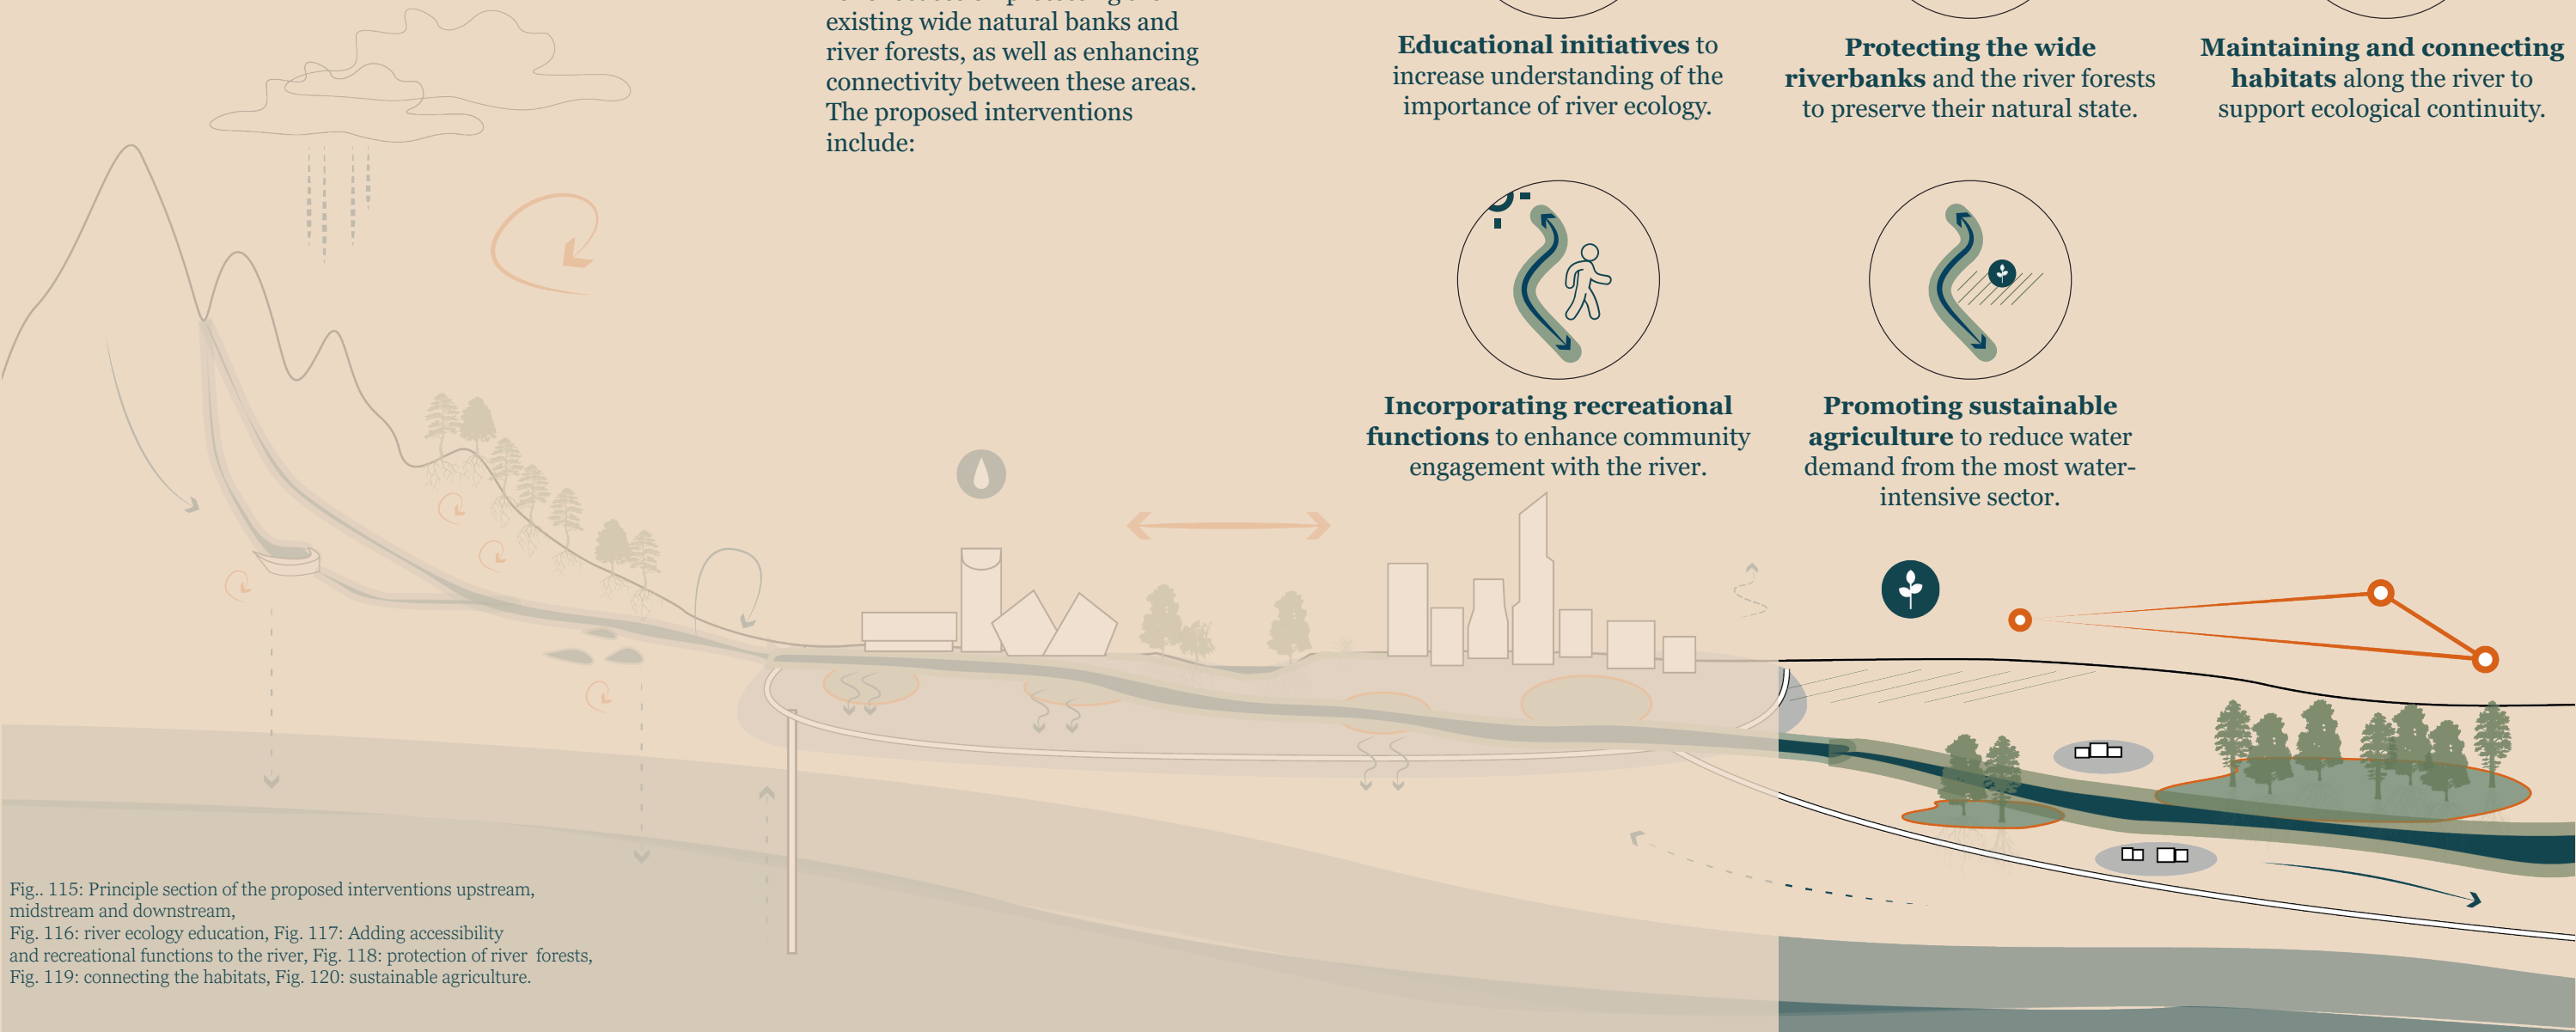 existing wide natural banks and
river forests, as well as enhancing
connectivity between these areas.
The proposed interventions
include:
Educational initiatives to
increase understanding of the
importance of river ecology.
Protecting the wide
riverbanks and the river forests
to preserve their natural state.
Maintaining and connecting
habitats along the river to
support ecological continuity.
Incorporating recreational
functions to enhance community
engagement with the river.
Promoting sustainable
agriculture to reduce water
demand from the most water-
intensive sector.
Fig.. 115: Principle section of the proposed interventions upstream,
midstream and downstream,
Fig. 116: river ecology education, Fig. 117: Adding accessibility
and recreational functions to the river, Fig. 118: protection of river forests,
Fig. 119: connecting the habitats, Fig. 120: sustainable agriculture.